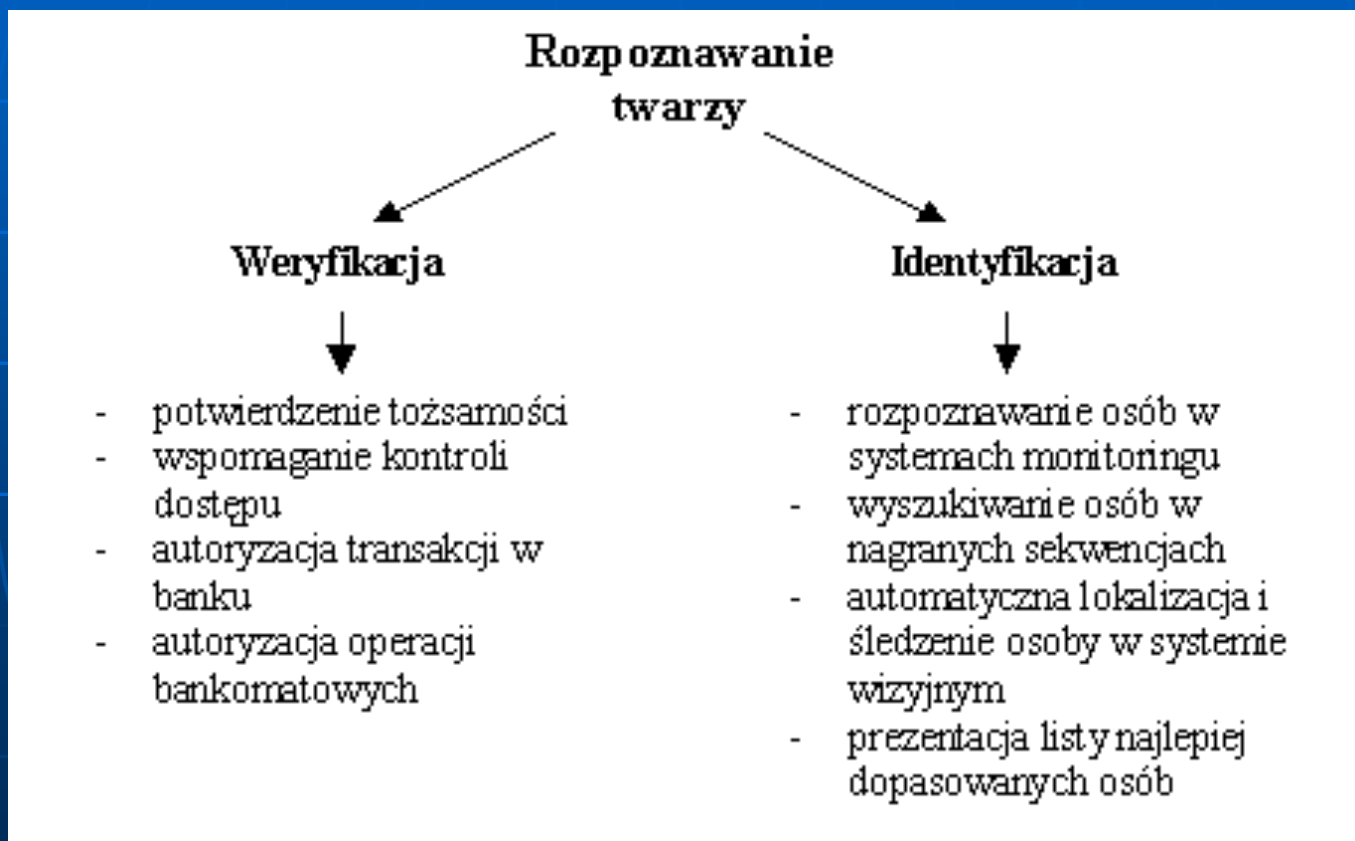 Rozpoznawanie
twarzy
Weryfikacja
- potwierdzenie tożsamości
- wspomaganie kontroli
dostępu
- autoryzacja transakcji w
banku
- autoryzacja operacji
bankomatowych
Identyfikacja
- rozpoznawanie osób w
systemach monitoringu
- wyszukiwanie osób w
nagranych sekwencjach
- automatyczna lokalizacja i
śledzenie osoby w systemie
wizyjnym
- prezentacja listy najlepiej
dopasowanych osób